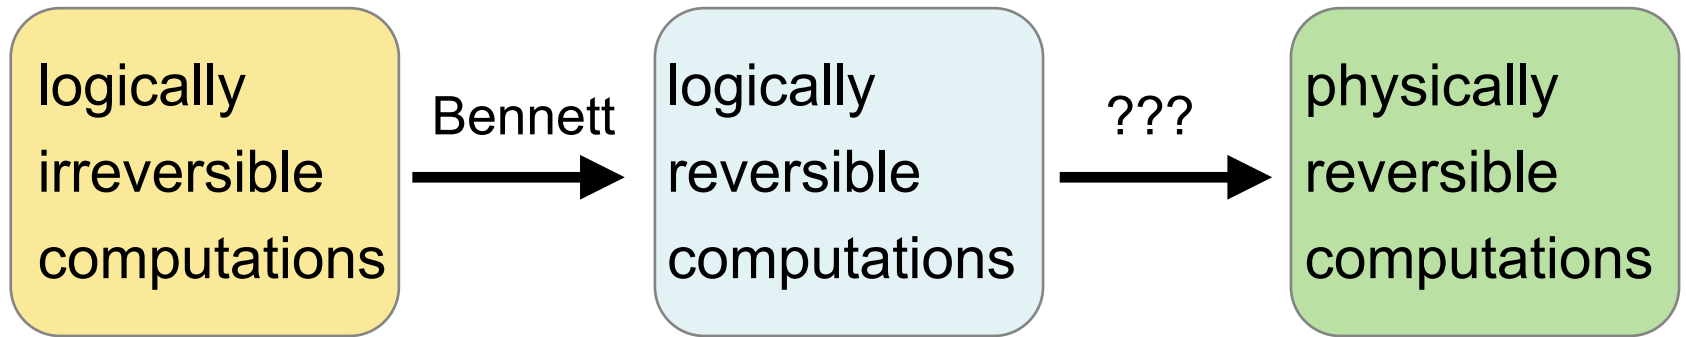 logically
irreversible
computations
Bennett
logically
reversible
computations
???
physically
reversible
computations